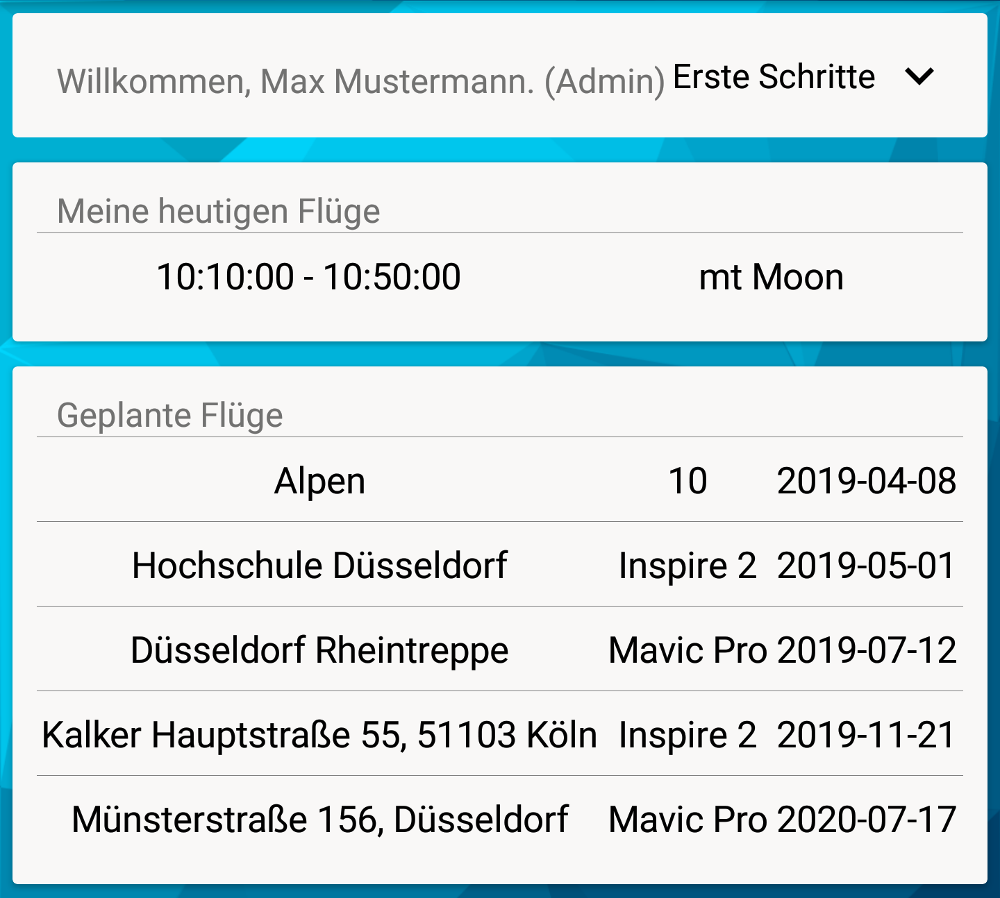 Willkommen, Max Mustermann. (Admin) Erste Schritte
Meine heutigen Flüge
10:10:00 - 10:50:00 mt Moon
Geplante Flüge
Alpen 10 2019-04-08
Hochschule Düsseldorf Inspire 2 2019-05-01
Düsseldorf Rheintreppe Mavic Pro 2019-07-12
Kalker Hauptstraße 55, 51103 Köln Inspire 2 2019-11-21
Münsterstraße 156, Düsseldorf Mavic Pro 2020-07-17